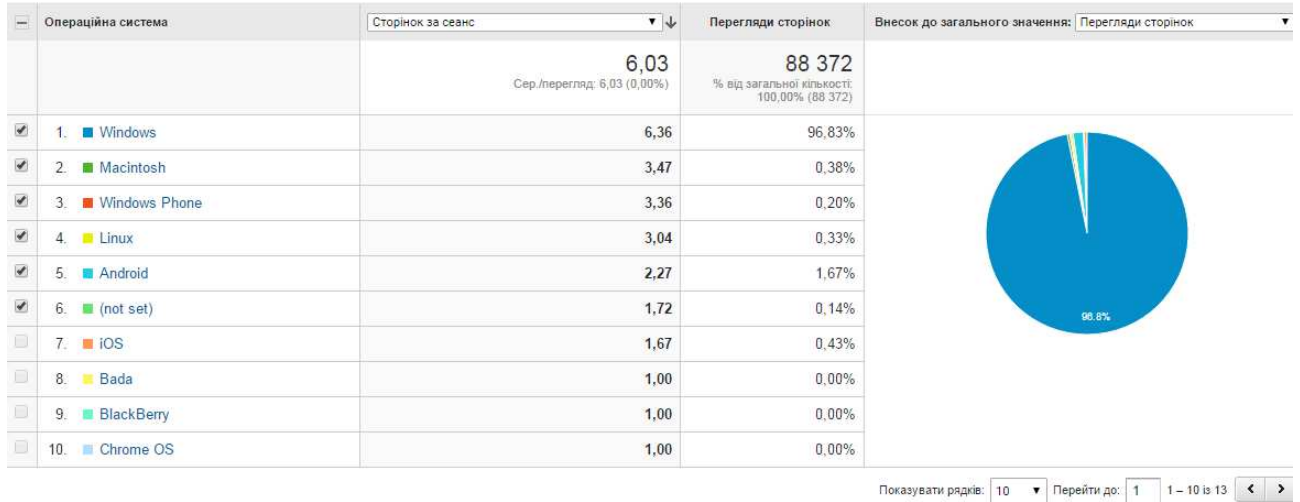 Операційна система Сторінок за сеанс Перегляди сторінок Внесок до загального значення: Перегляди сторінок
6,03 88 372
Сер./перегляд: 6,03 (0,00%) % від загальної кількості:
100,00% (88 372)
1. Windows 6,36 96,83%
2. Macintosh 3,47 0,38%
3. Windows Phone 3,36 0,20%
4. Linux 3,04 0,33%
5. Android 2,27 1,67%
6. (not set) 1,72 0,14%
96.8%
7. iOS 1,67 0,43%
8. Bada 1,00 0,00%
9. BlackBerry 1,00 0,00%
10. Chrome OS 1,00 0,00%
Показувати рядків: 10 Перейти до: 1 1 – 10 із 13